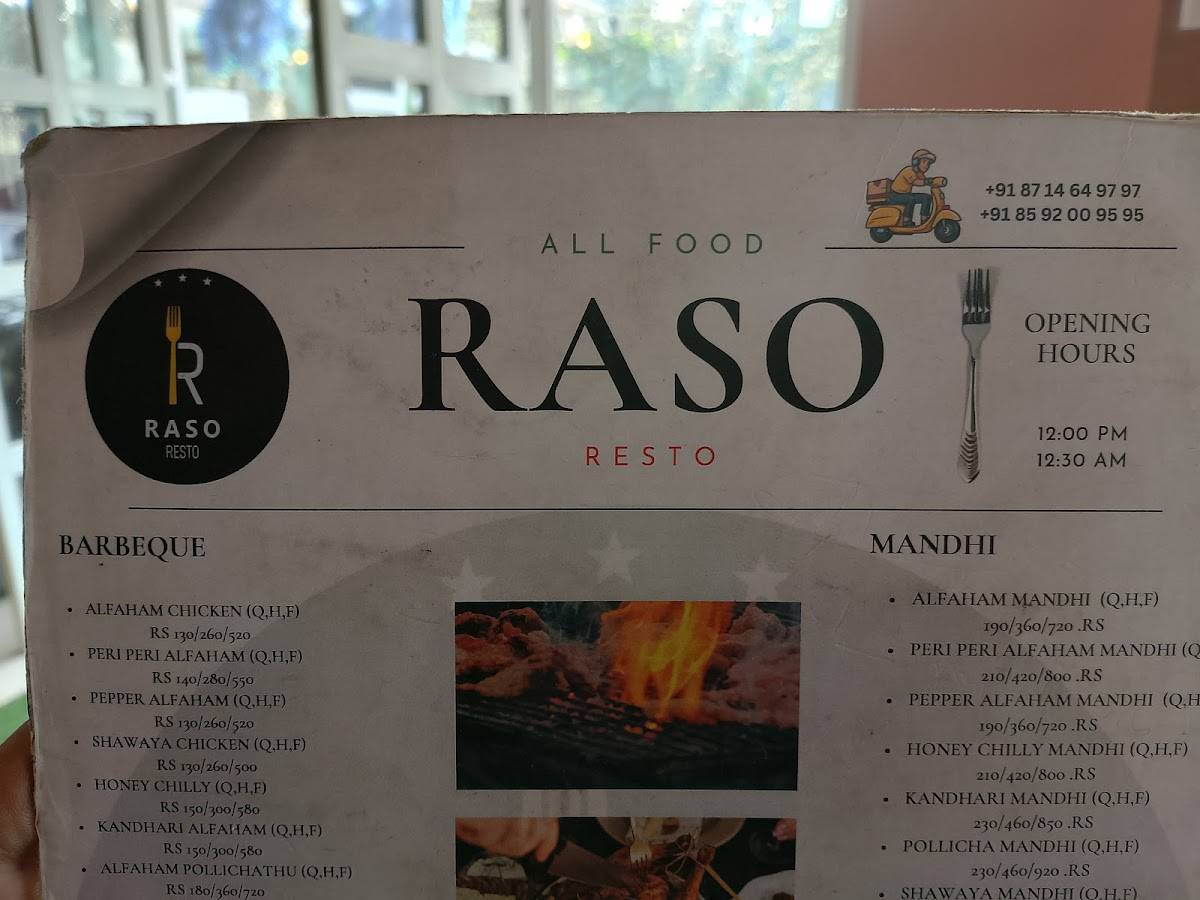 +91 87 14 64 97 97
+91 85 92 00 95 95
ALL FOOD
RASO
RESTO
R
RASO
RESTO
OPENING
HOURS
12:00 PM
12:30 AM
BARBEQUE
• ALFAHAM CHICKEN (Q,H,F)
RS 130/260/520
• PERI PERI ALFAHAM (Q,H,F)
RS 140/280/550
• PEPPER ALFAHAM (Q,H,F)
RS 130/260/520
• SHAWAYA CHICKEN (Q,H,F)
RS 130/260/500
• HONEY CHILLY (Q,H,F)
RS 150/300/580
• KANDHARI ALFAHAM (Q,H,F)
RS 150/300/580
• ALFAHAM POLLICHATHU (Q,H,F)
RS 180/360/720
MANDHI
• ALFAHAM MANDHI (Q,H,F)
190/360/720 .RS
• PERI PERI ALFAHAM MANDHI (Q
210/420/800 .RS
• PEPPER ALFAHAM MANDHI (Q,H
190/360/720 .RS
• HONEY CHILLY MANDHI (Q,H,F)
210/420/800 .RS
• KANDHARI MANDHI (Q,H,F)
230/460/850 .RS
• POLLICHA MANDHI (Q,H,F)
230/460/920 .RS
• SHAWAYA MANDHI (Q,H,F)